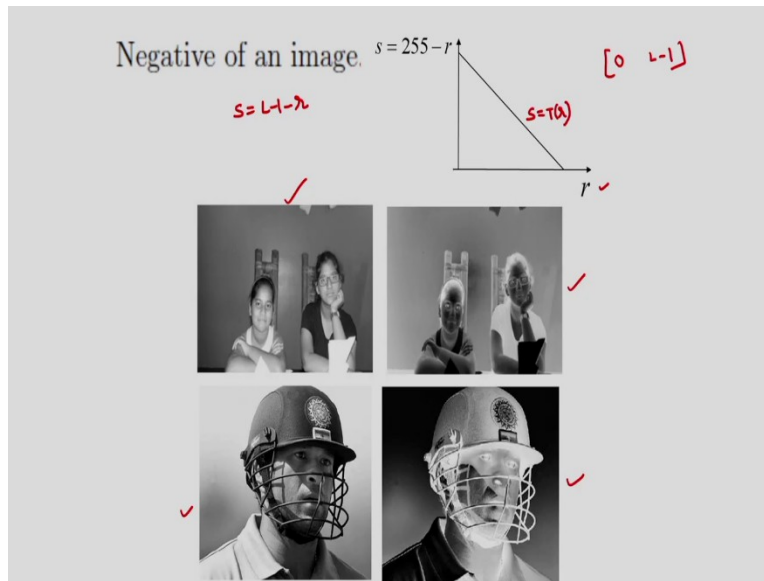 Negative of an image.
s = 255 – r
[0 L-1]
s = L-1-r
s = T(r)
r